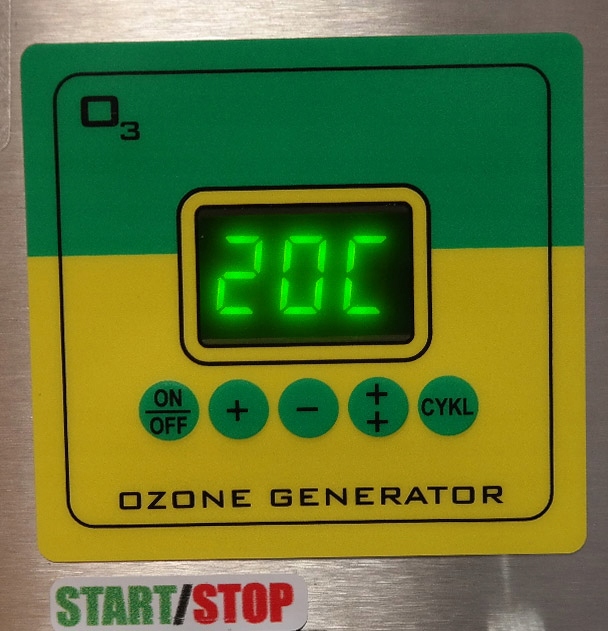 O3
20C
ON
OFF
+
−
+
+
CYKL
OZONE GENERATOR
START/STOP